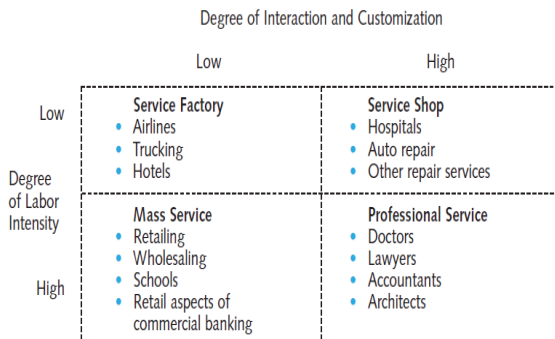 Degree of Interaction and Customization
Low
High
Low
Service Factory
• Airlines
• Trucking
• Hotels
Service Shop
• Hospitals
• Auto repair
• Other repair services
Degree
of Labor
Intensity
Mass Service
• Retailing
• Wholesaling
• Schools
• Retail aspects of
commercial banking
Professional Service
• Doctors
• Lawyers
• Accountants
• Architects
High